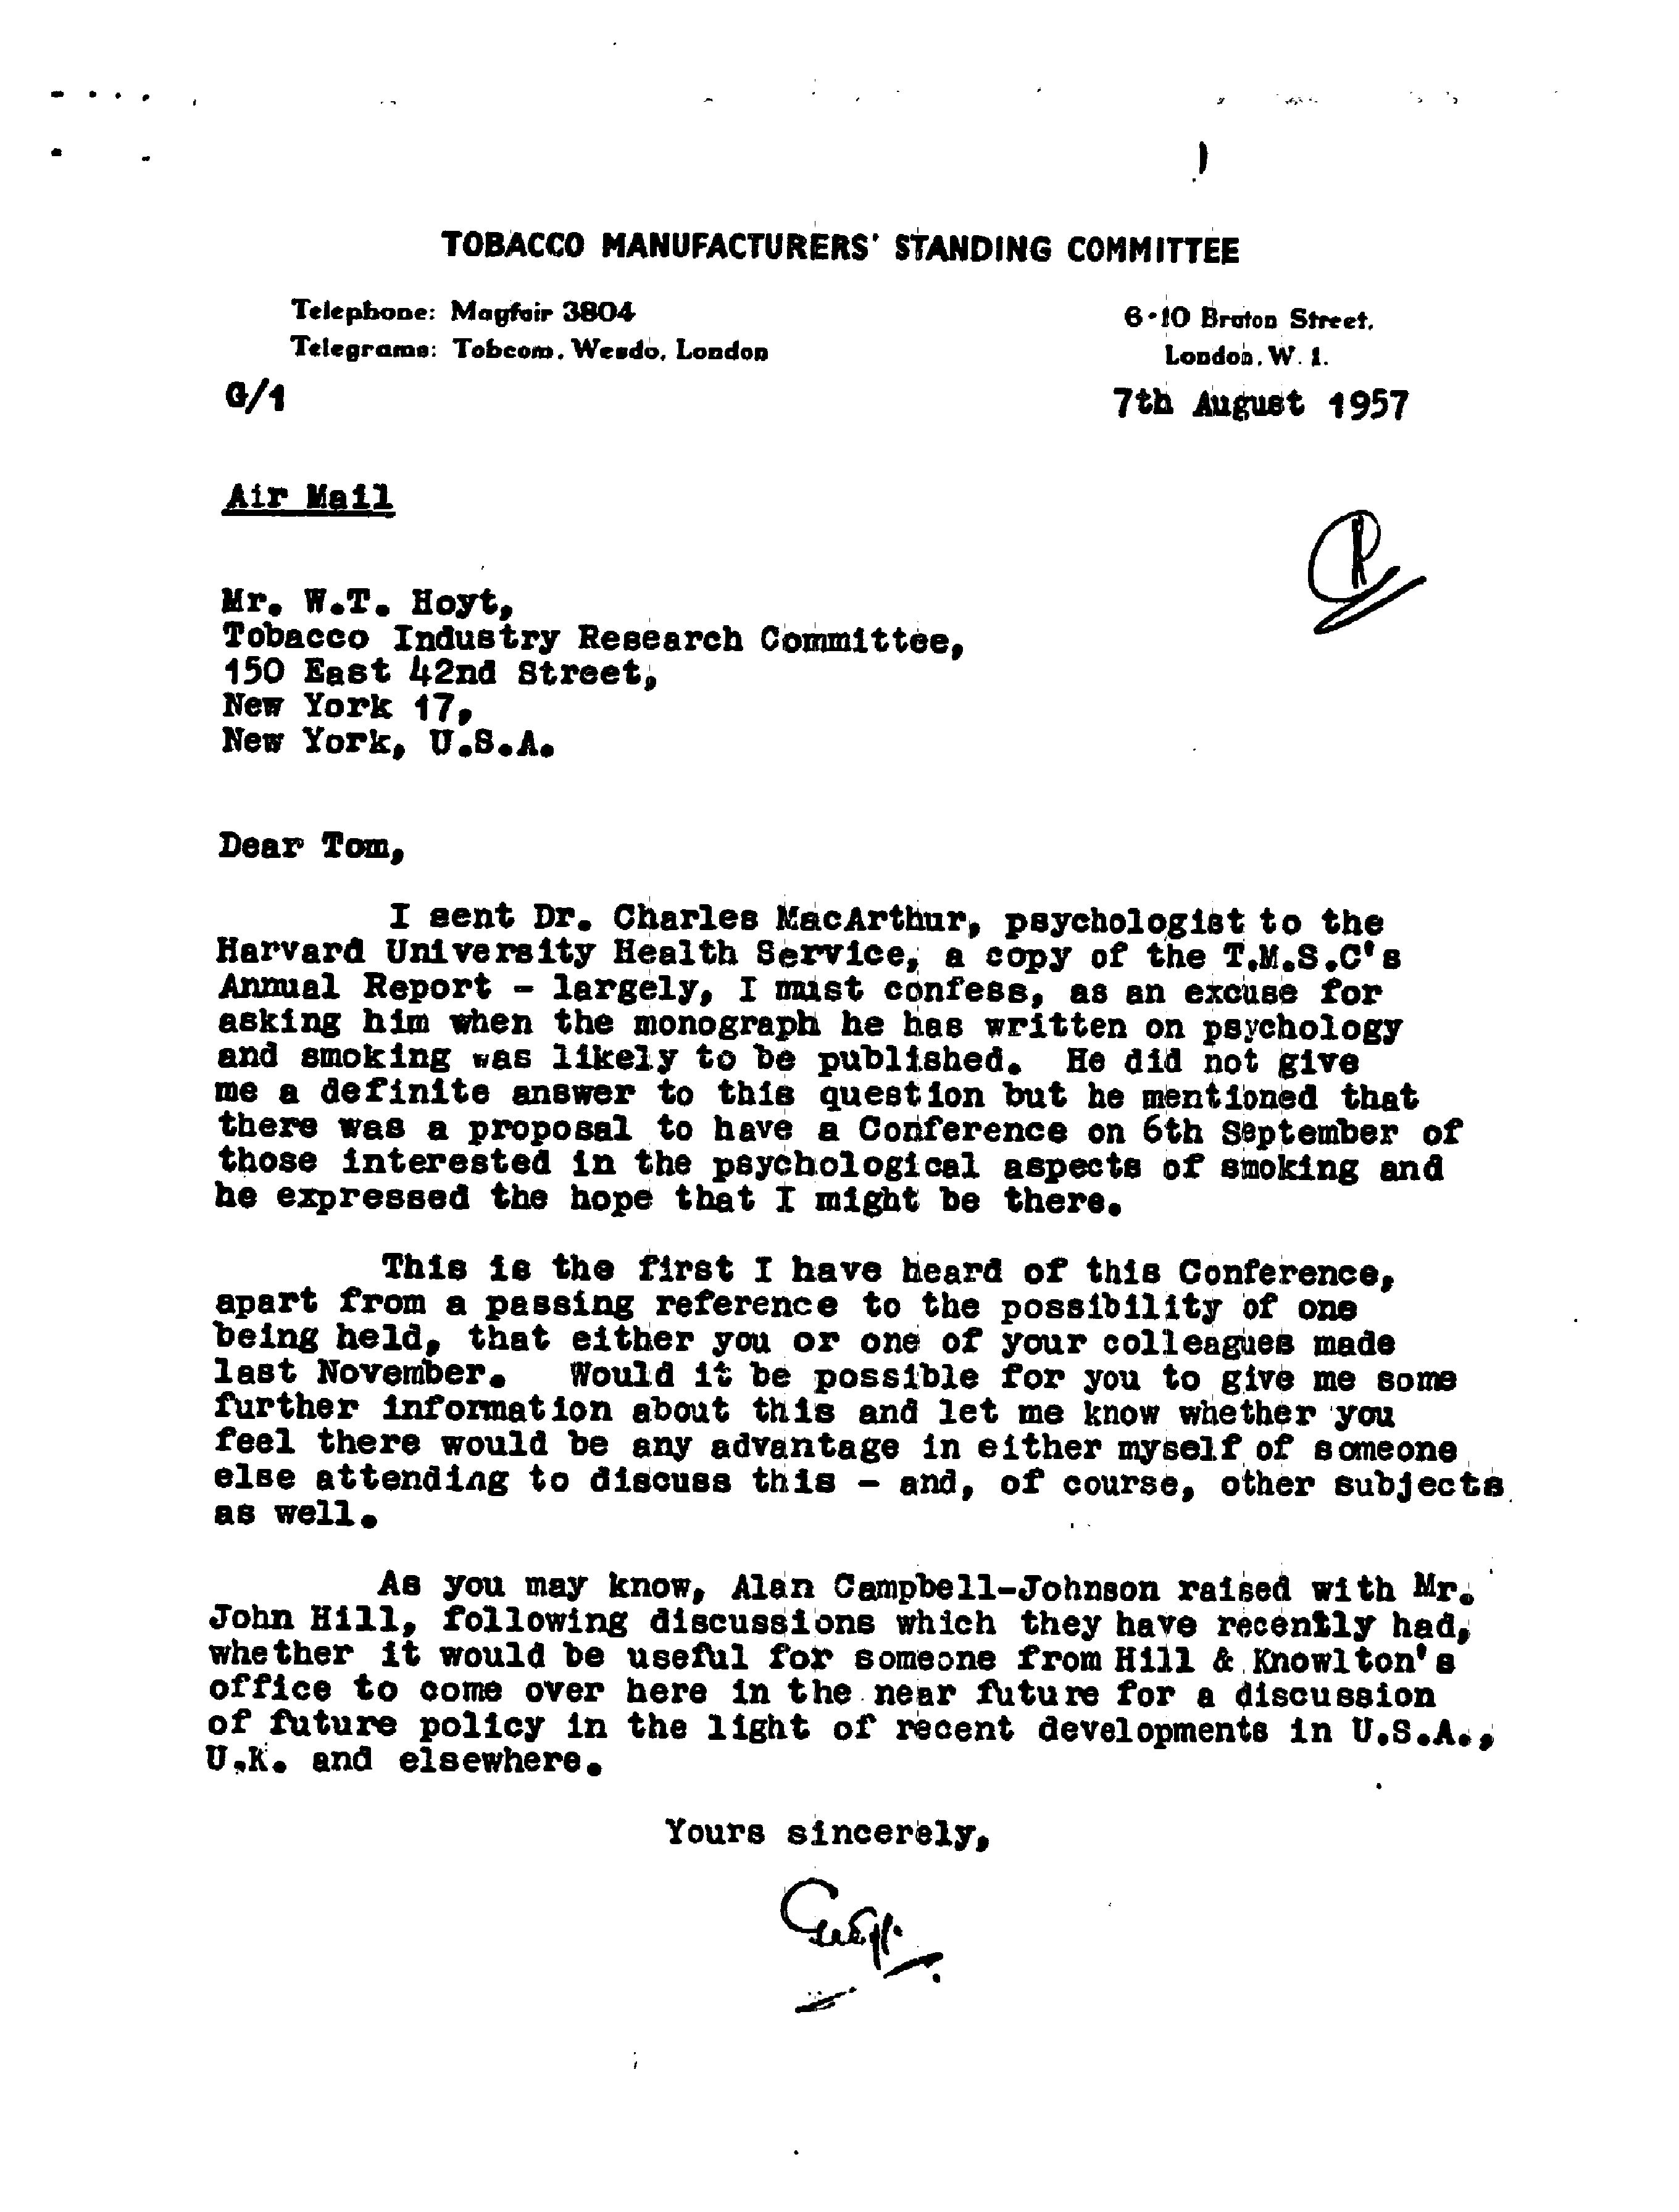 TOBACCO MANUFACTURERS' STANDING COMMITTEE
Telephone: Mayfair 3804
Telegrams: Tobcom, Wesdo, London
6-10 Bruton Street,
London, W. 1.
G/1
7th August 1957
Air Mail
Mr. W.T. Hoyt,
Tobacco Industry Research Committee,
150 East 42nd Street,
New York 17,
New York, U.S.A.
Dear Tom,
I sent Dr. Charles MacArthur, psychologist to the
Harvard University Health Service, a copy of the T.M.S.C's
Annual Report - largely, I must confess, as an excuse for
asking him when the monograph he has written on psychology
and smoking was likely to be published. He did not give
me a definite answer to this question but he mentioned that
there was a proposal to have a Conference on 6th September of
those interested in the psychological aspects of smoking and
he expressed the hope that I might be there.
This is the first I have heard of this Conference,
apart from a passing reference to the possibility of one
being held, that either you or one of your colleagues made
last November. Would it be possible for you to give me some
further information about this and let me know whether you
feel there would be any advantage in either myself of someone
else attending to discuss this - and, of course, other subjects
as well.
As you may know, Alan Campbell-Johnson raised with Mr.
John Hill, following discussions which they have recently had,
whether it would be useful for someone from Hill & Knowlton's
office to come over here in the near future for a discussion
of future policy in the light of recent developments in U.S.A.,
U.K. and elsewhere.
Yours sincerely,